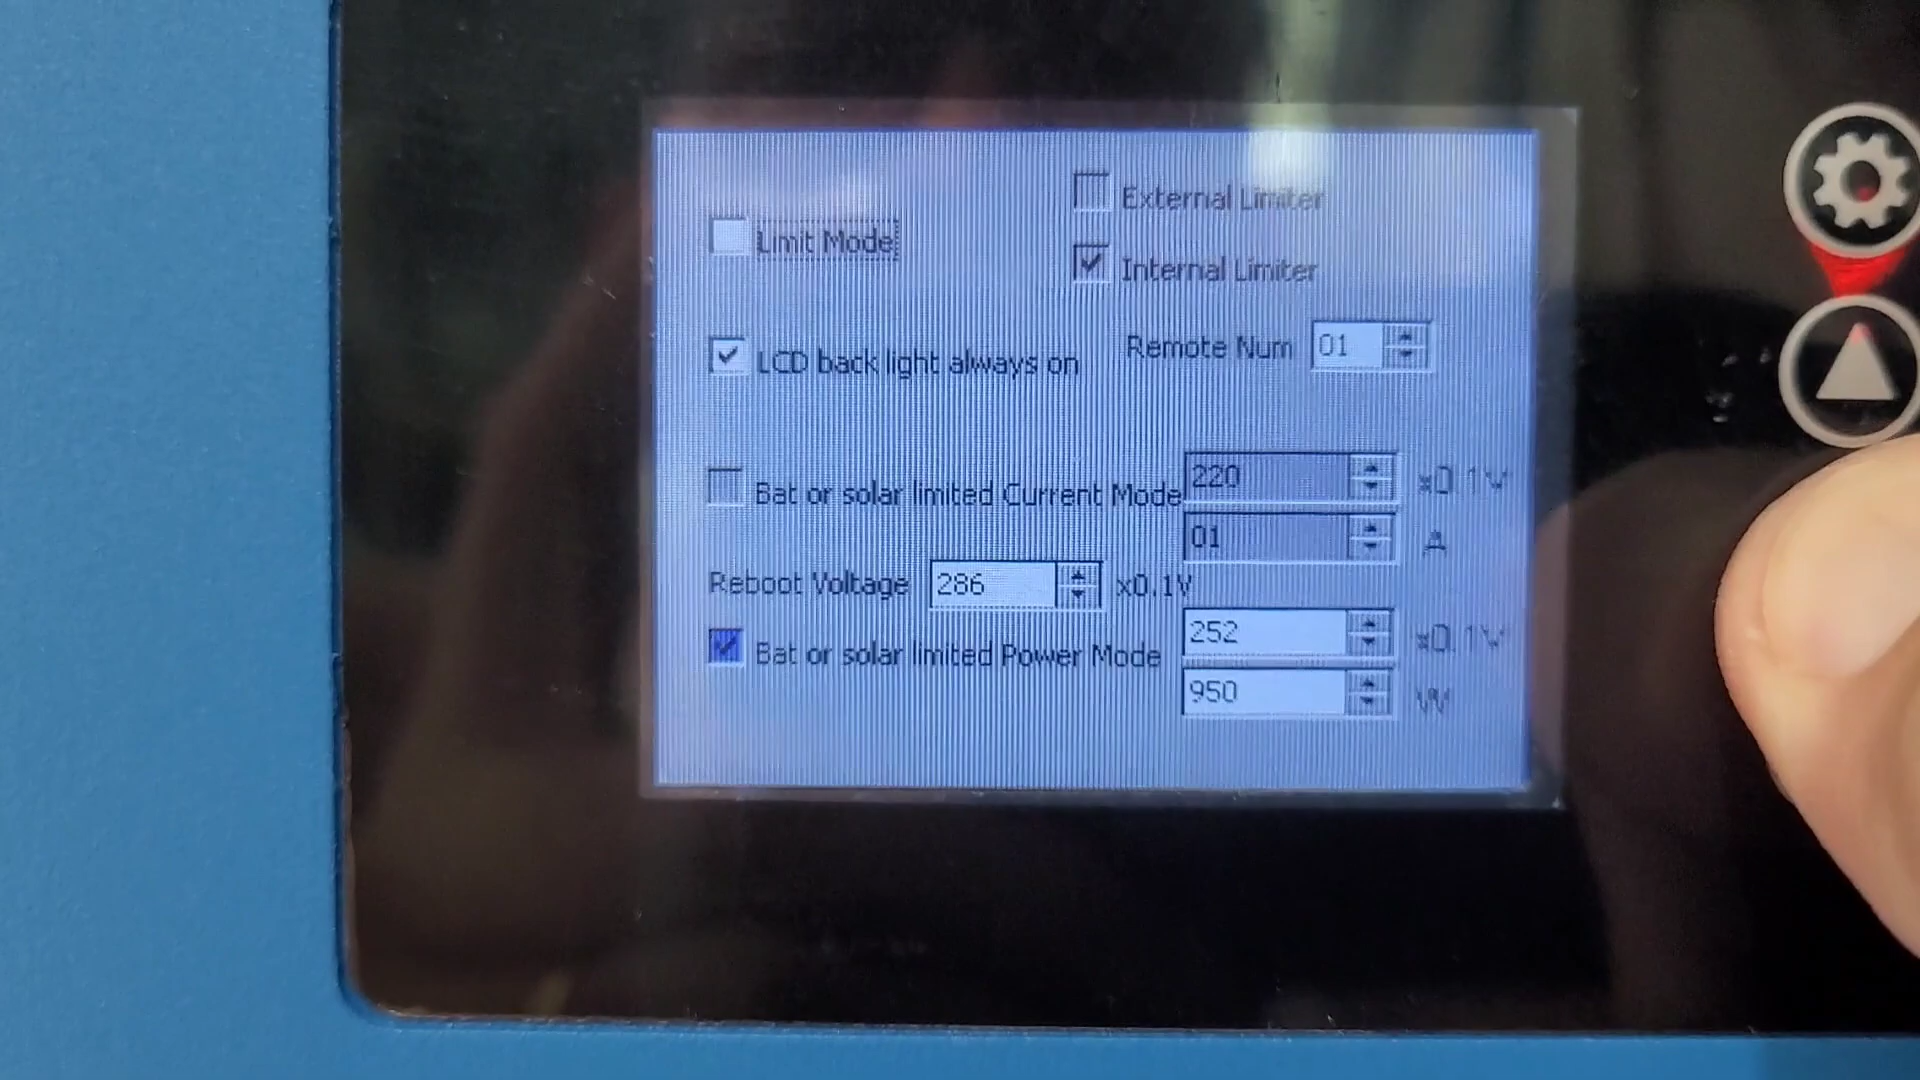 External Limiter
Limit Mode
Internal Limiter
LCD back light always on
Remote Num 01
Bat or solar limited Current Mode 220 x0.1V
01 A
Reboot Voltage 286 x0.1V
252 x0.1V
Bat or solar limited Power Mode
950 W